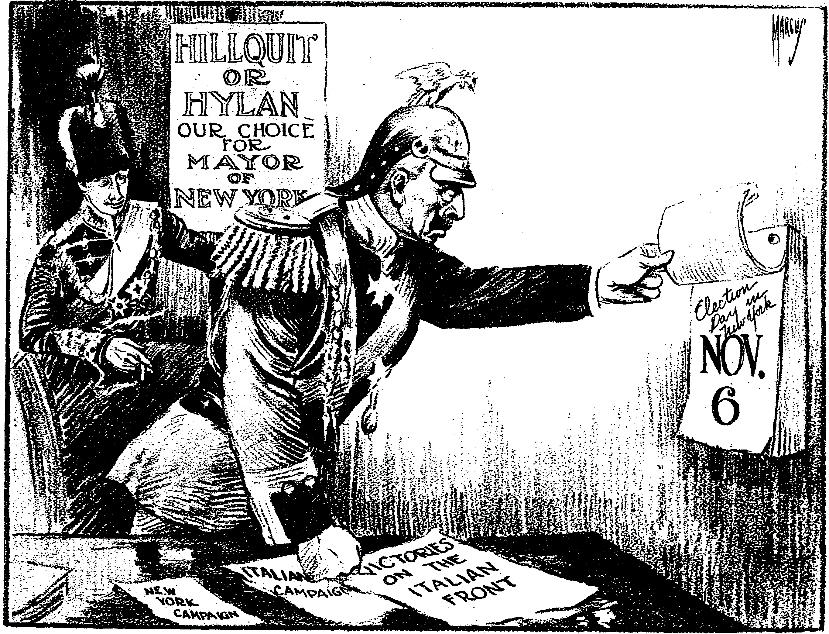 MARCUS
HILLQUIT
OR
HYLAN
OUR CHOICE
FOR
MAYOR
OF
NEW YORK
Election
Day in
New York
NOV.
6
NEW
YORK
CAMPAIGN
ITALIAN
CAMPAIGN
VICTORIES
ON THE
ITALIAN
FRONT